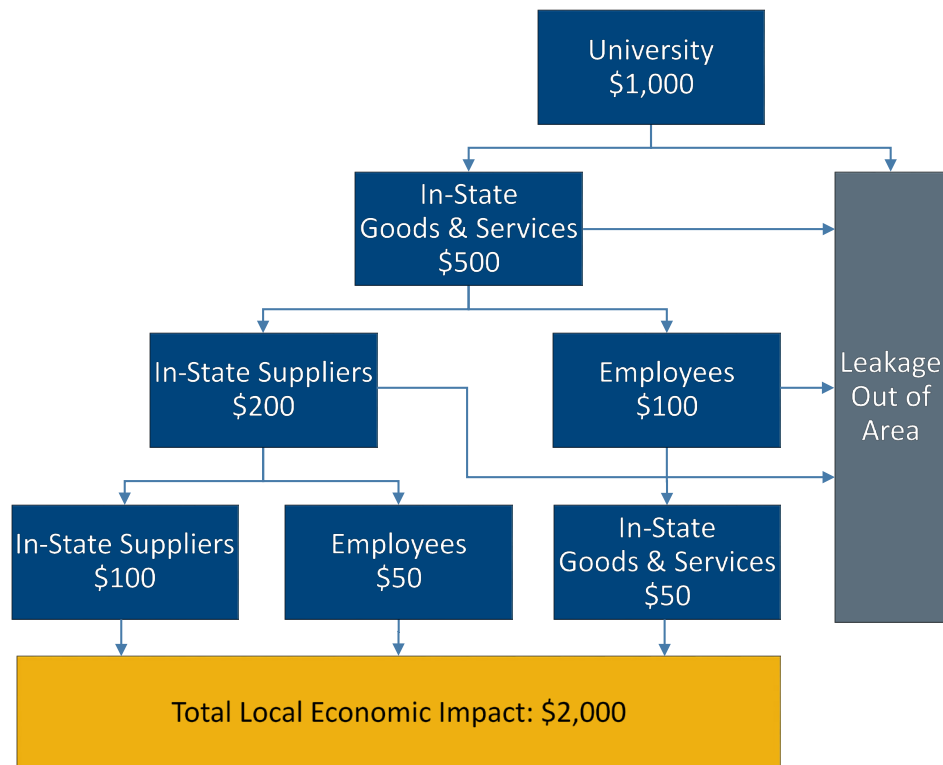 University
$1,000
In-State
Goods & Services
$500
In-State Suppliers
$200
Employees
$100
Leakage
Out of
Area
In-State Suppliers
$100
Employees
$50
In-State
Goods & Services
$50
Total Local Economic Impact: $2,000